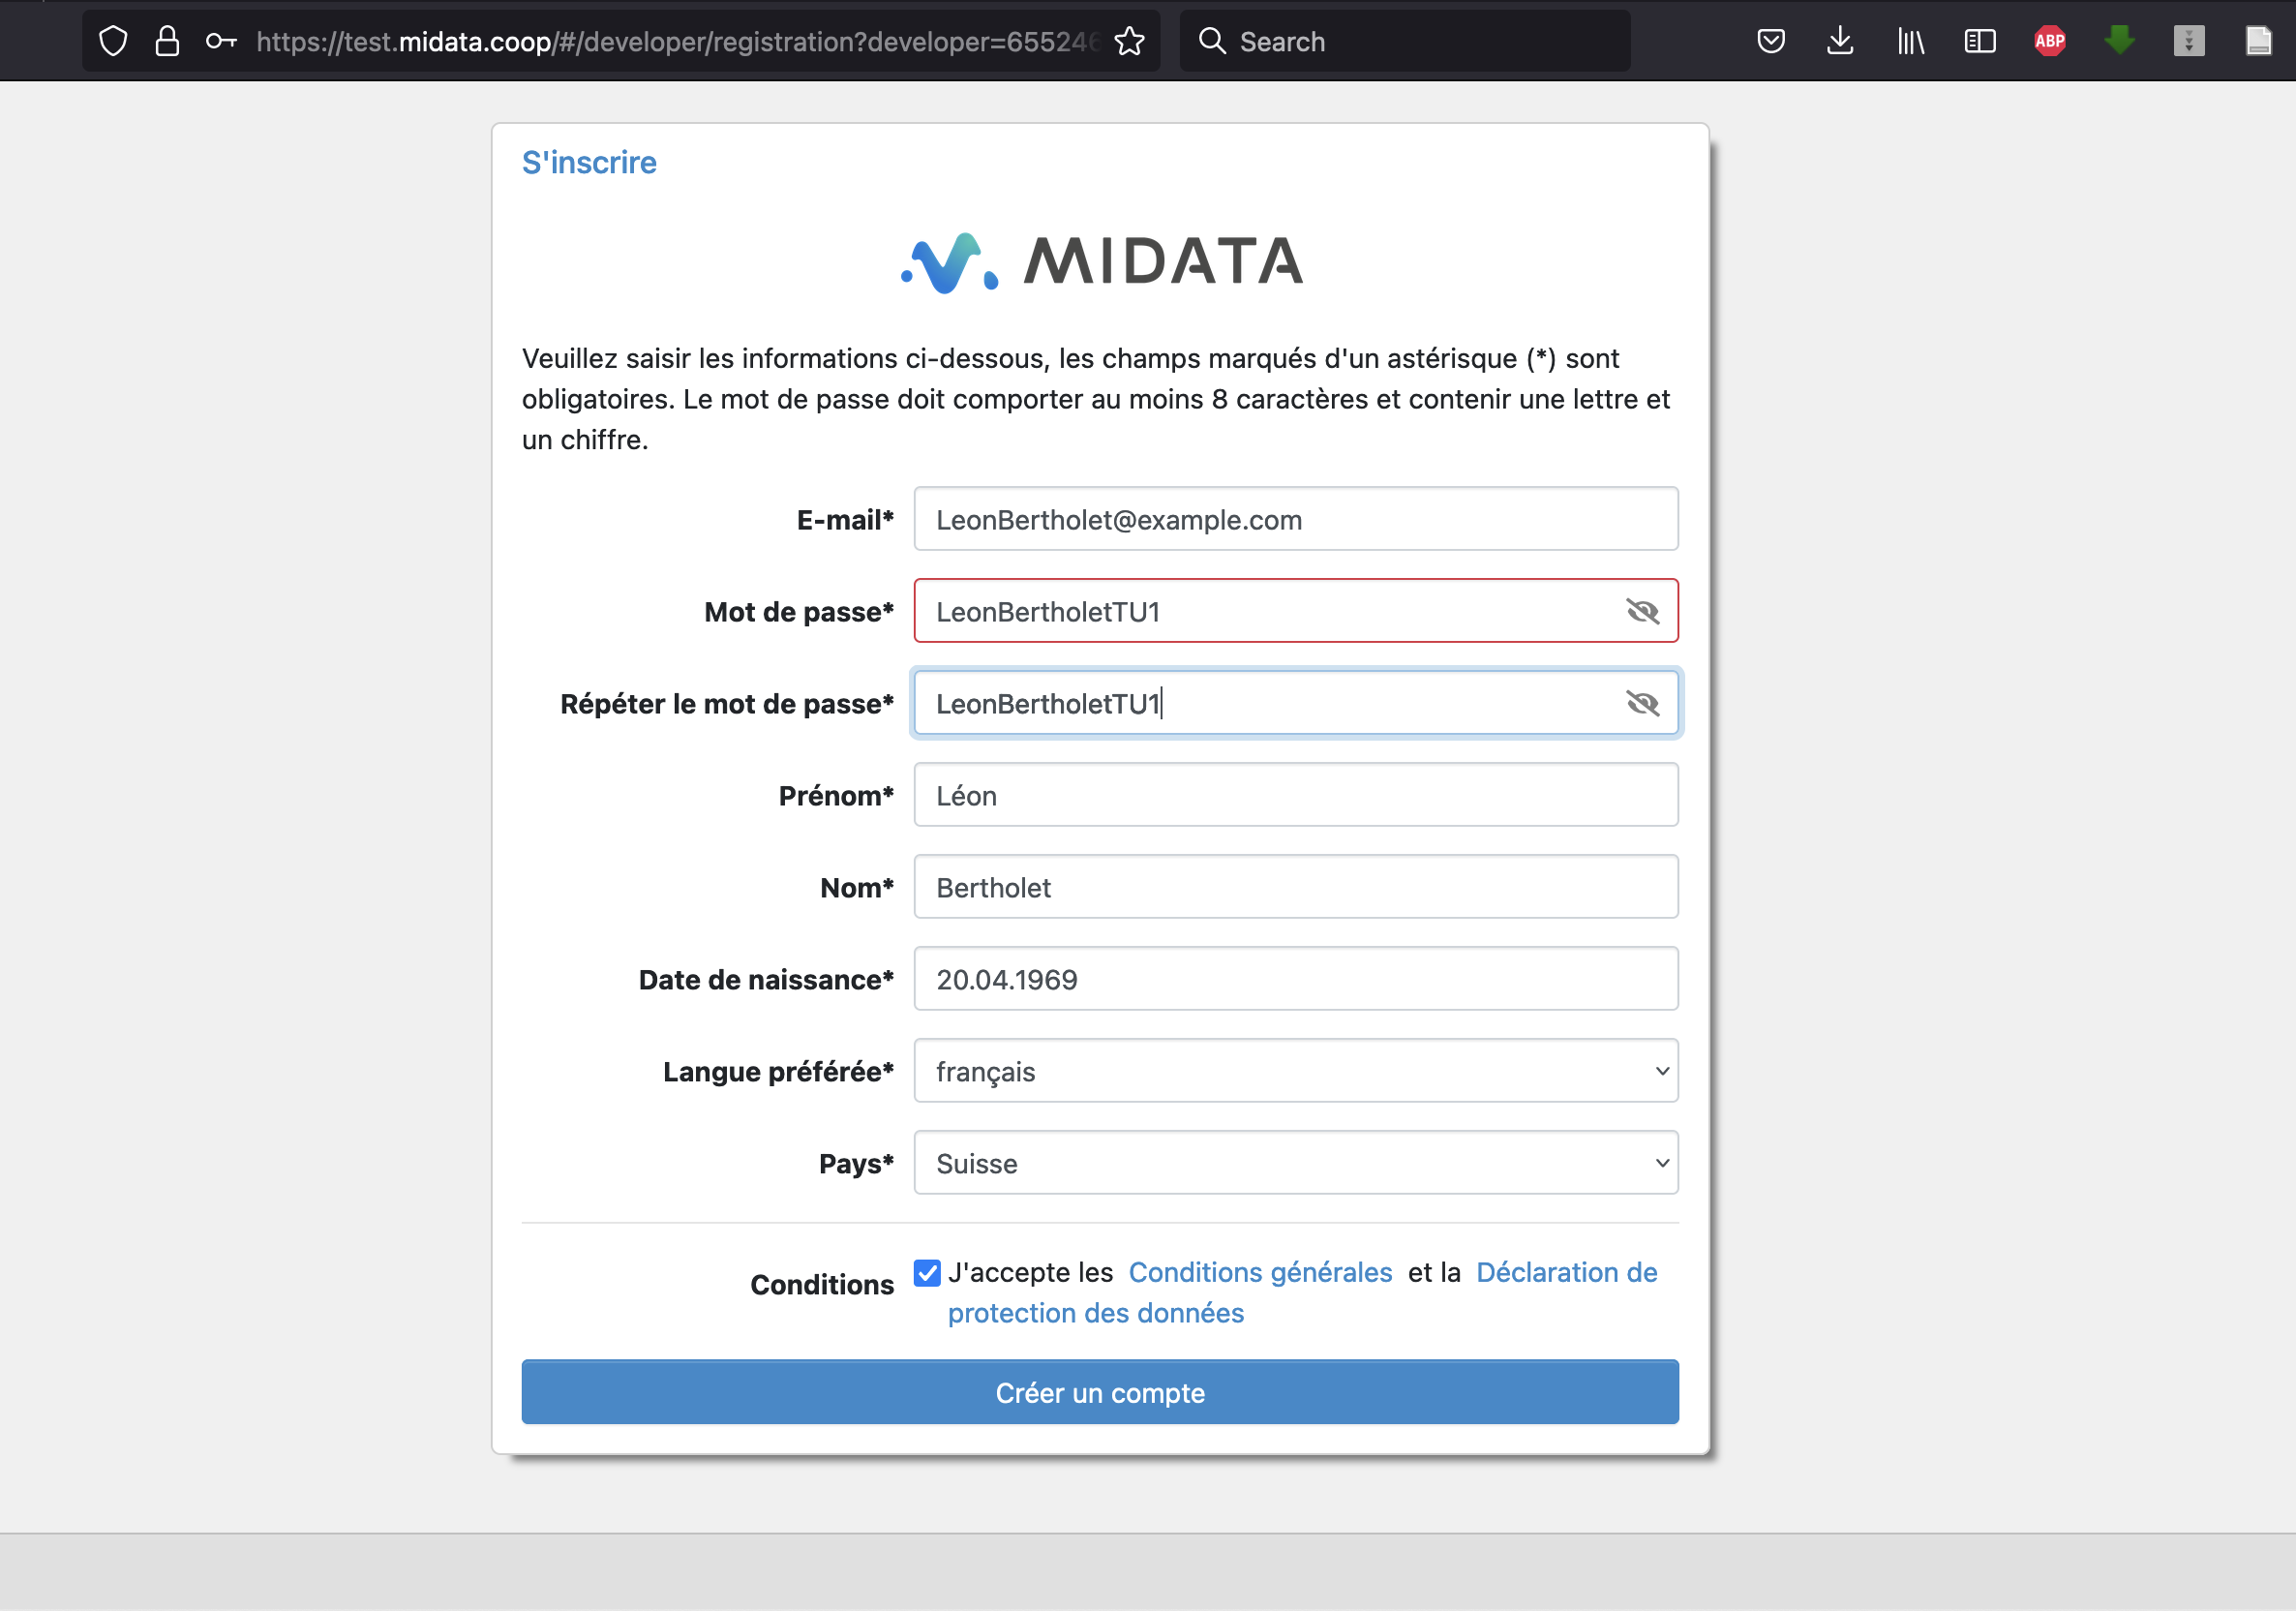 https://test.midata.coop/#/developer/registration?developer=65524
Search
ABP
S'inscrire
MIDATA
Veuillez saisir les informations ci-dessous, les champs marqués d'un astérisque (*) sont
obligatoires. Le mot de passe doit comporter au moins 8 caractères et contenir une lettre et
un chiffre.
E-mail* LeonBertholet@example.com
Mot de passe* LeonBertholetTU1
Répéter le mot de passe* LeonBertholetTU1
Prénom* Léon
Nom* Bertholet
Date de naissance* 20.04.1969
Langue préférée* français
Pays* Suisse
Conditions J'accepte les Conditions générales et la Déclaration de
protection des données
Créer un compte